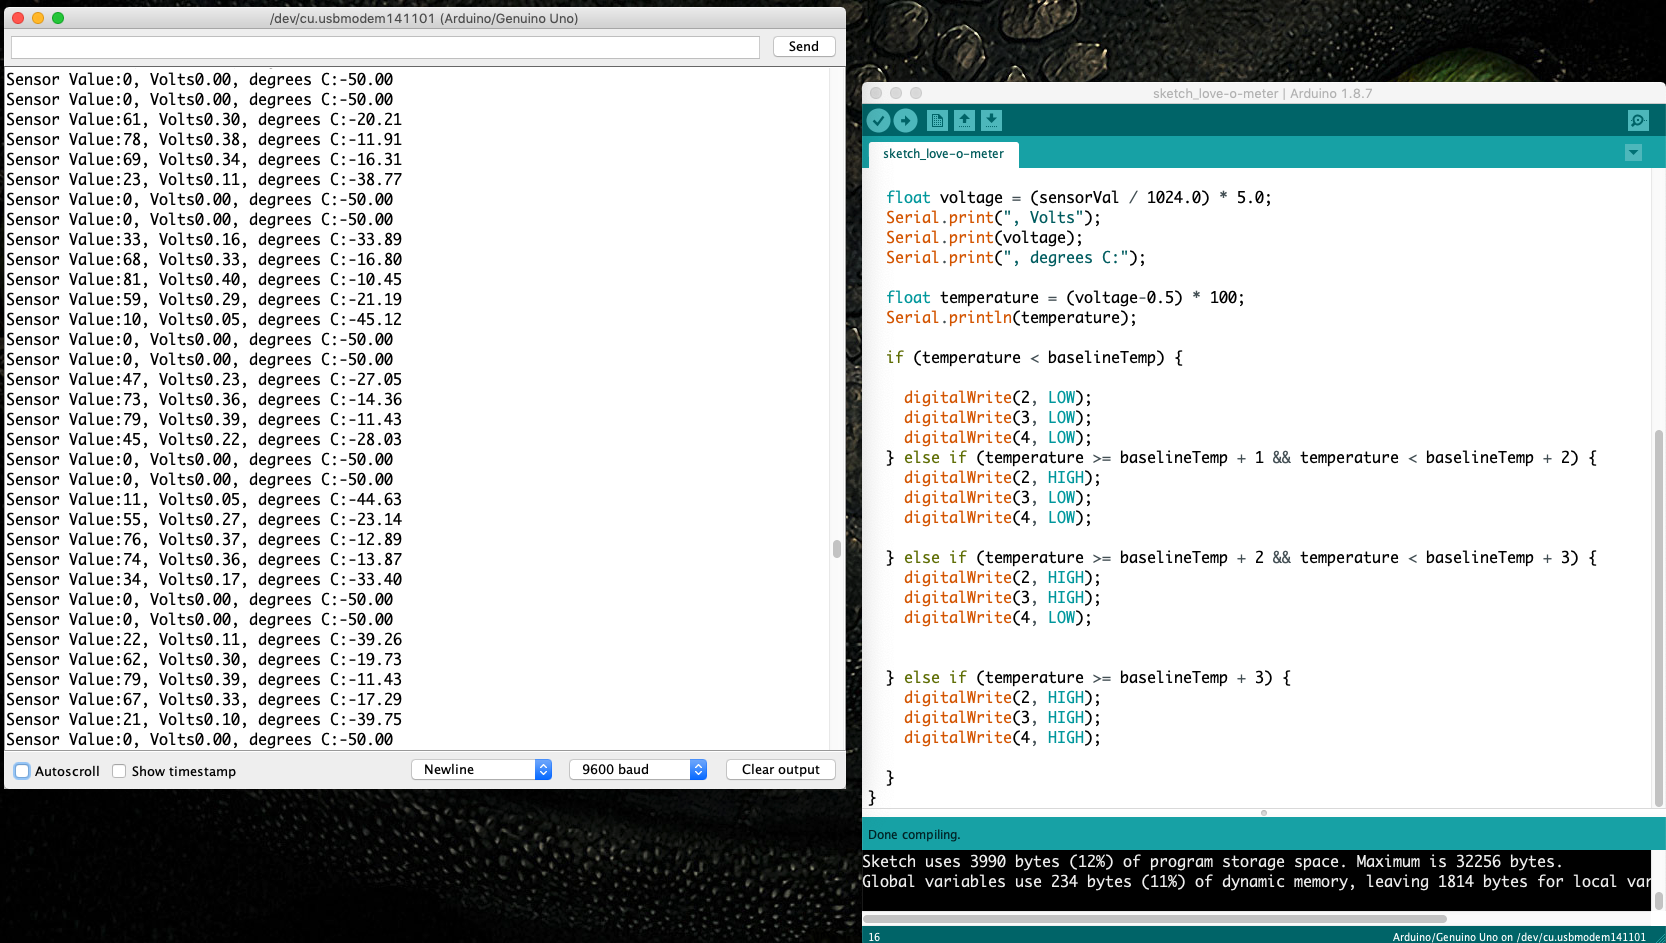 /dev/cu.usbmodem141101 (Arduino/Genuino Uno)
Send
Sensor Value:0, Volts0.00, degrees C:-50.00
Sensor Value:0, Volts0.00, degrees C:-50.00
Sensor Value:61, Volts0.30, degrees C:-20.21
Sensor Value:78, Volts0.38, degrees C:-11.91
Sensor Value:69, Volts0.34, degrees C:-16.31
Sensor Value:23, Volts0.11, degrees C:-38.77
Sensor Value:0, Volts0.00, degrees C:-50.00
Sensor Value:0, Volts0.00, degrees C:-50.00
Sensor Value:33, Volts0.16, degrees C:-33.89
Sensor Value:68, Volts0.33, degrees C:-16.80
Sensor Value:81, Volts0.40, degrees C:-10.45
Sensor Value:59, Volts0.29, degrees C:-21.19
Sensor Value:10, Volts0.05, degrees C:-45.12
Sensor Value:0, Volts0.00, degrees C:-50.00
Sensor Value:0, Volts0.00, degrees C:-50.00
Sensor Value:47, Volts0.23, degrees C:-27.05
Sensor Value:73, Volts0.36, degrees C:-14.36
Sensor Value:79, Volts0.39, degrees C:-11.43
Sensor Value:45, Volts0.22, degrees C:-28.03
Sensor Value:0, Volts0.00, degrees C:-50.00
Sensor Value:0, Volts0.00, degrees C:-50.00
Sensor Value:11, Volts0.05, degrees C:-44.63
Sensor Value:55, Volts0.27, degrees C:-23.14
Sensor Value:76, Volts0.37, degrees C:-12.89
Sensor Value:74, Volts0.36, degrees C:-13.87
Sensor Value:34, Volts0.17, degrees C:-33.40
Sensor Value:0, Volts0.00, degrees C:-50.00
Sensor Value:0, Volts0.00, degrees C:-50.00
Sensor Value:22, Volts0.11, degrees C:-39.26
Sensor Value:62, Volts0.30, degrees C:-19.73
Sensor Value:79, Volts0.39, degrees C:-11.43
Sensor Value:67, Volts0.33, degrees C:-17.29
Sensor Value:21, Volts0.10, degrees C:-39.75
Sensor Value:0, Volts0.00, degrees C:-50.00
Autoscroll Show timestamp Newline 9600 baud Clear output
sketch_love-o-meter | Arduino 1.8.7
sketch_love-o-meter
float voltage = (sensorVal / 1024.0) * 5.0;
Serial.print(", Volts");
Serial.print(voltage);
Serial.print(", degrees C:");
float temperature = (voltage-0.5) * 100;
Serial.println(temperature);
if (temperature < baselineTemp) {
digitalWrite(2, LOW);
digitalWrite(3, LOW);
digitalWrite(4, LOW);
} else if (temperature >= baselineTemp + 1 && temperature < baselineTemp + 2) {
digitalWrite(2, HIGH);
digitalWrite(3, LOW);
digitalWrite(4, LOW);
} else if (temperature >= baselineTemp + 2 && temperature < baselineTemp + 3) {
digitalWrite(2, HIGH);
digitalWrite(3, HIGH);
digitalWrite(4, LOW);
} else if (temperature >= baselineTemp + 3) {
digitalWrite(2, HIGH);
digitalWrite(3, HIGH);
digitalWrite(4, HIGH);
}
}
Done compiling.
Sketch uses 3990 bytes (12%) of program storage space. Maximum is 32256 bytes.
Global variables use 234 bytes (11%) of dynamic memory, leaving 1814 bytes for local var
16 Arduino/Genuino Uno on /dev/cu.usbmodem141101